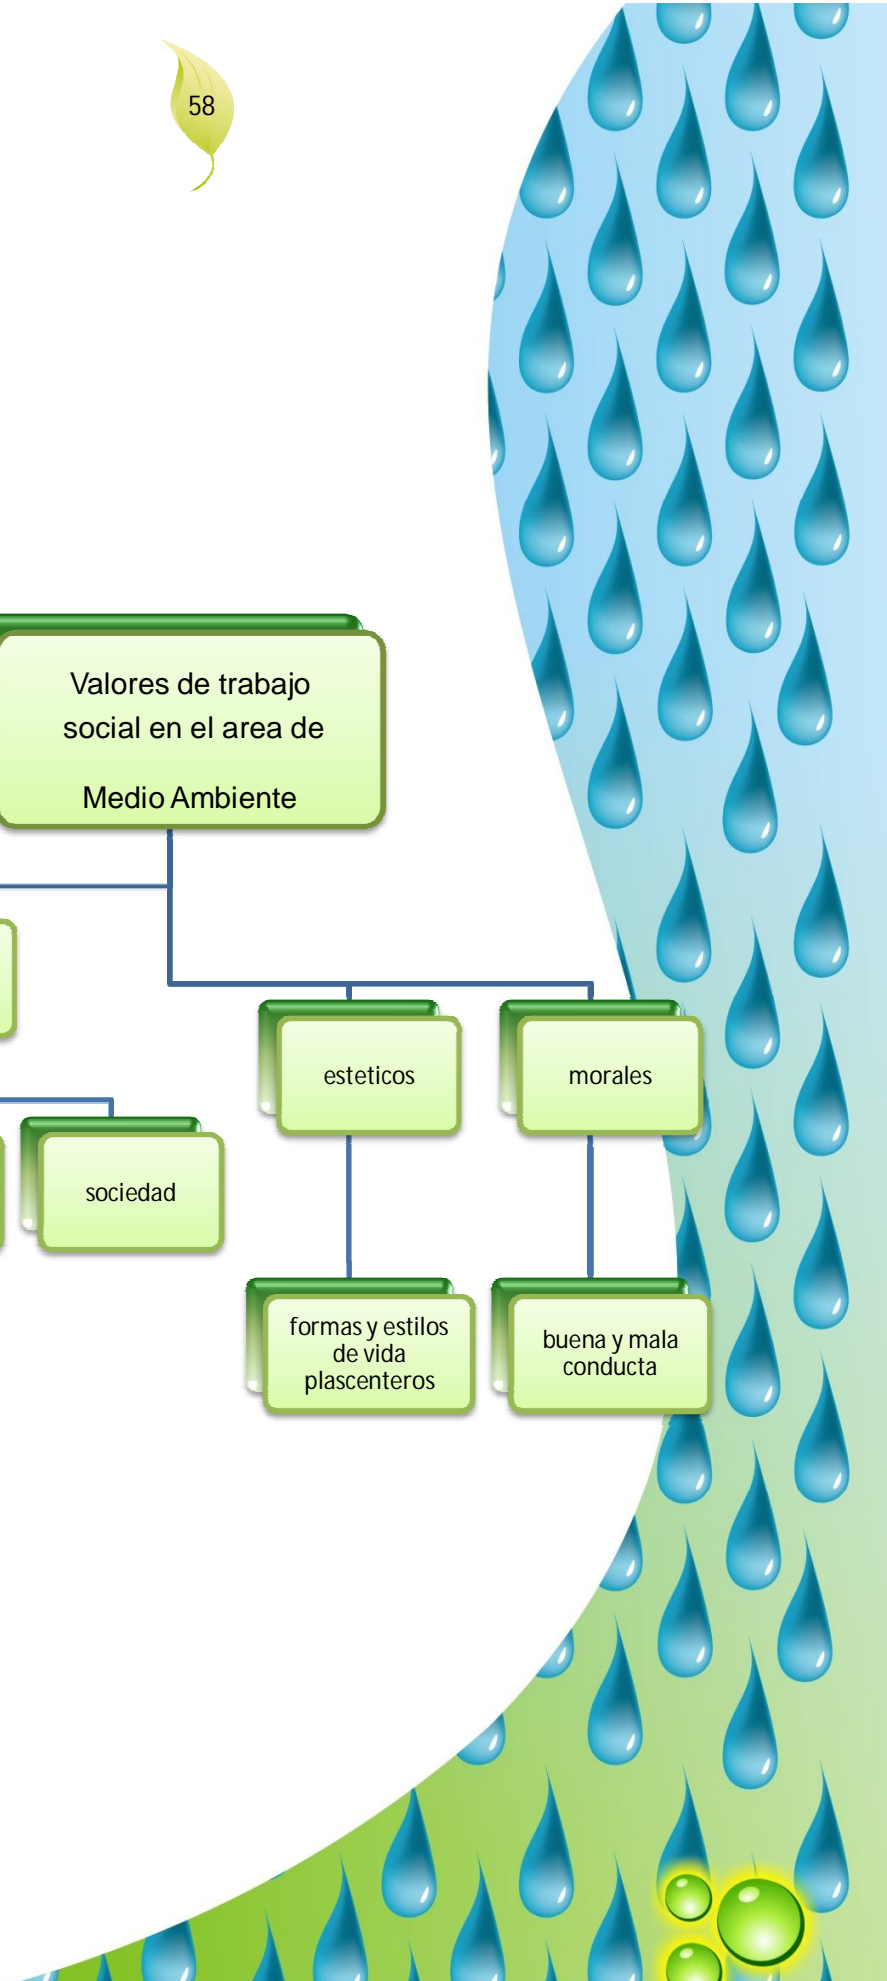 58
Valores de trabajo
social en el area de
Medio Ambiente
esteticos
morales
sociedad
formas y estilos
de vida
plascenteros
buena y mala
conducta